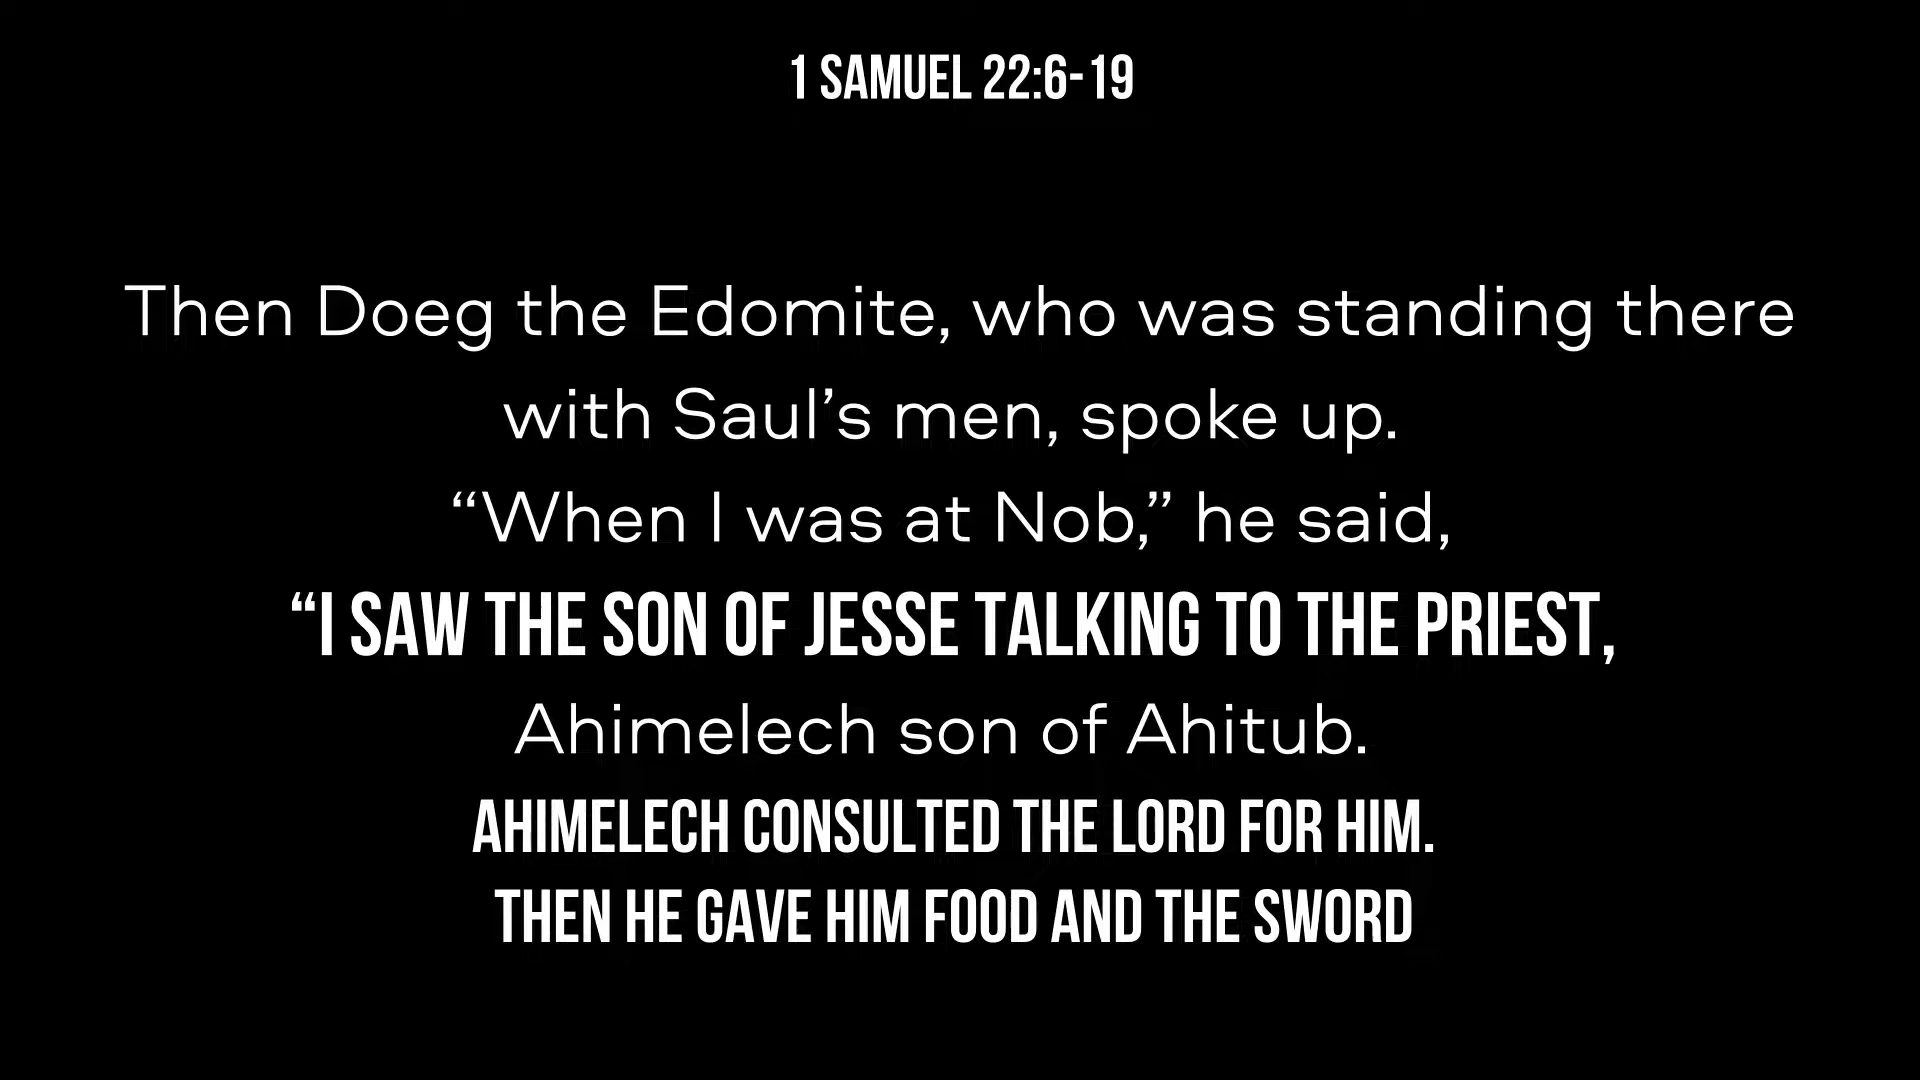 1 SAMUEL 22:6-19
Then Doeg the Edomite, who was standing there
with Saul’s men, spoke up.
“When I was at Nob,” he said,
“I SAW THE SON OF JESSE TALKING TO THE PRIEST,
Ahimelech son of Ahitub.
AHIMELECH CONSULTED THE LORD FOR HIM.
THEN HE GAVE HIM FOOD AND THE SWORD